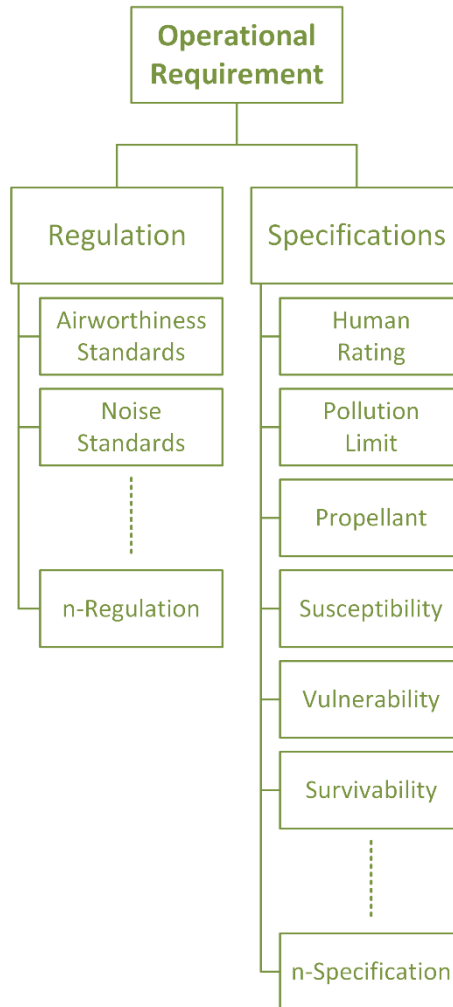 Operational
Requirement
Regulation
Specifications
Airworthiness
Standards
Human
Rating
Noise
Standards
Pollution
Limit
Propellant
n-Regulation
Susceptibility
Vulnerability
Survivability
n-Specification